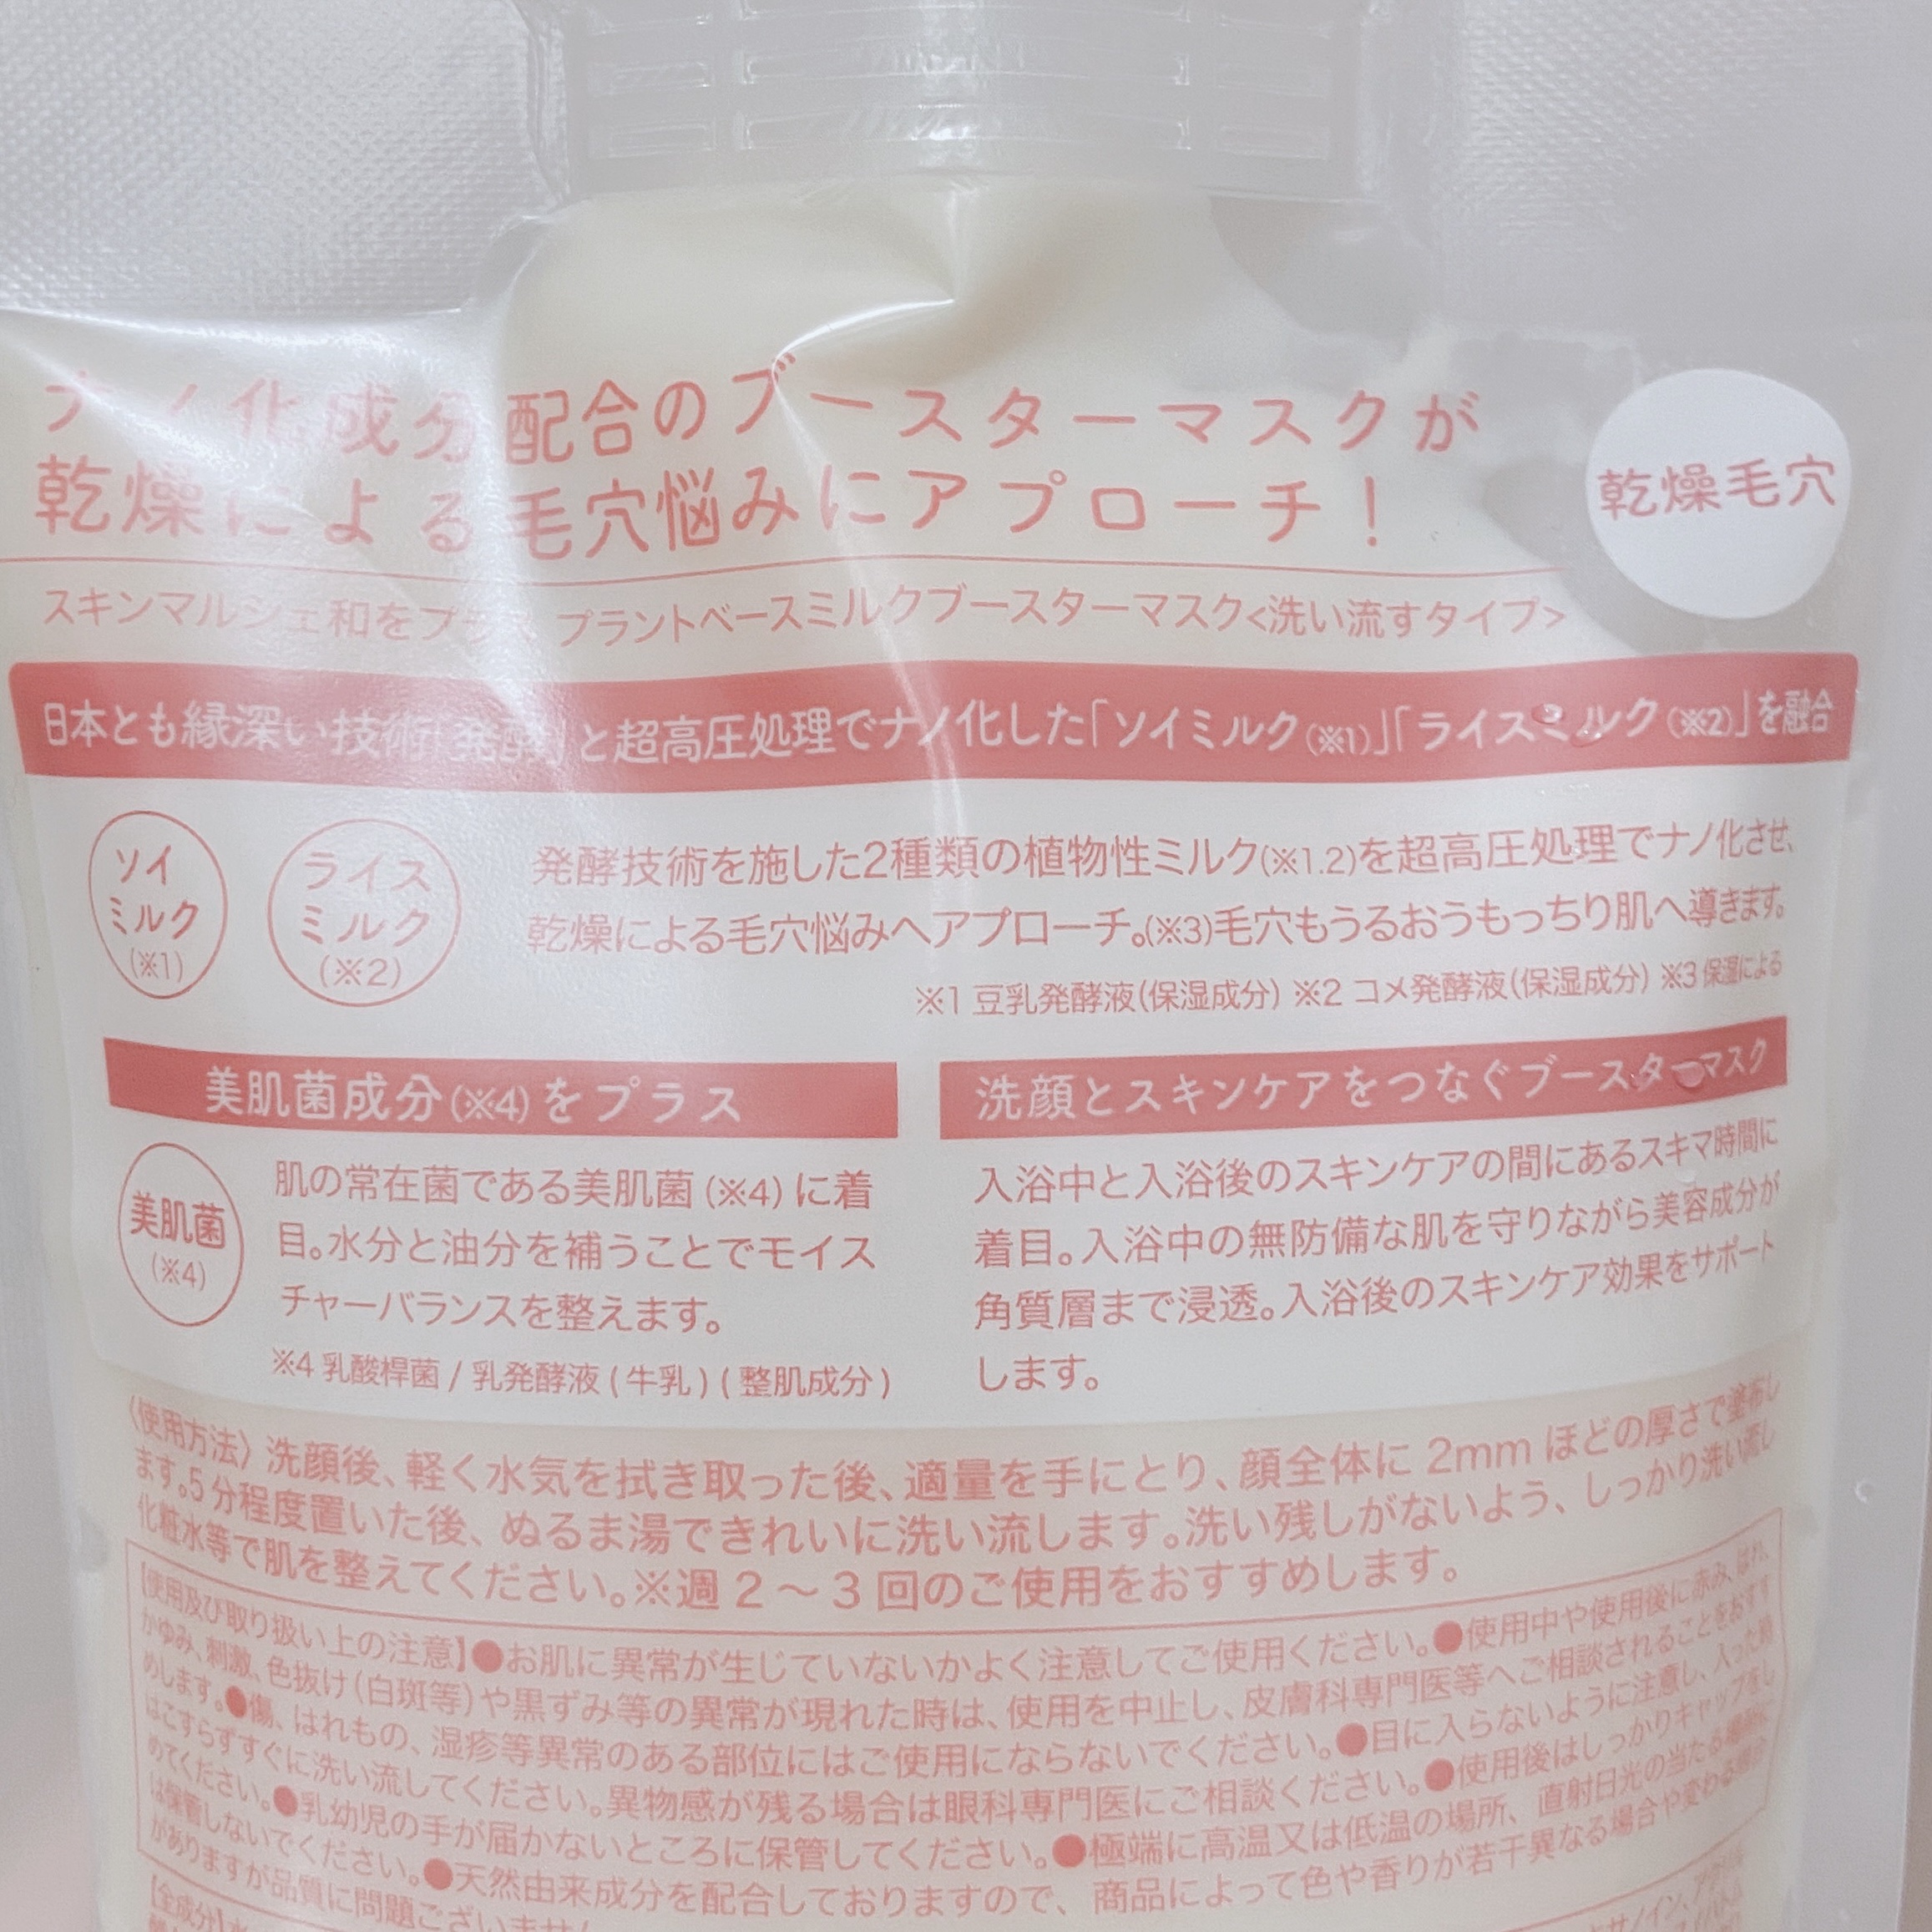 ナノ化成分配合のブースターマスクが
乾燥による毛穴悩みにアプローチ！
乾燥毛穴
スキンマルシェ和をプラス プラントベースミルクブースターマスク<洗い流すタイプ>
日本とも縁深い技術「発酵」と超高圧処理でナノ化した「ソイミルク(※1)」「ライスミルク(※2)」を融合
ソイ
ミルク
(※1)
ライス
ミルク
(※2)
発酵技術を施した2種類の植物性ミルク(※1.2)を超高圧処理でナノ化させ、
乾燥による毛穴悩みへアプローチ。(※3)毛穴もうるおうもっちり肌へ導きます。
※1 豆乳発酵液(保湿成分) ※2 コメ発酵液(保湿成分) ※3 保湿による
美肌菌成分(※4)をプラス
美肌菌
(※4)
肌の常在菌である美肌菌(※4)に着
目。水分と油分を補うことでモイス
チャーバランスを整えます。
※4 乳酸桿菌 / 乳発酵液(牛乳)(整肌成分)
洗顔とスキンケアをつなぐブースターマスク
入浴中と入浴後のスキンケアの間にあるスキマ時間に
着目。入浴中の無防備な肌を守りながら美容成分が
角質層まで浸透。入浴後のスキンケア効果をサポート
します。
〈使用方法〉洗顔後、軽く水気を拭き取った後、適量を手にとり、顔全体に 2mm ほどの厚さで塗布し
ます。5分程度置いた後、ぬるま湯できれいに洗い流します。洗い残しがないよう、しっかり洗い流し
化粧水等で肌を整えてください。※週 2 〜 3 回のご使用をおすすめします。
【使用及び取り扱い上の注意】●お肌に異常が生じていないかよく注意してご使用ください。●使用中や使用後に赤み、はれ、
かゆみ、刺激、色抜け(白斑等)や黒ずみ等の異常が現れた時は、使用を中止し、皮膚科専門医等へご相談されることをおすす
めします。●傷、はれもの、湿疹等異常のある部位にはご使用にならないでください。●目に入らないように注意し、入った時
はこすらずすぐに洗い流してください。異物感が残る場合は眼科専門医にご相談ください。●使用後はしっかりキャップをし
めてください。●乳幼児の手が届かないところに保管してください。●極端に高温又は低温の場所、直射日光の当たる場所に
は保管しないでください。●天然由来成分を配合しておりますので、商品によって色や香りが若干異なる場合や変わる場合
がありますが品質に問題ございません
【全成分】